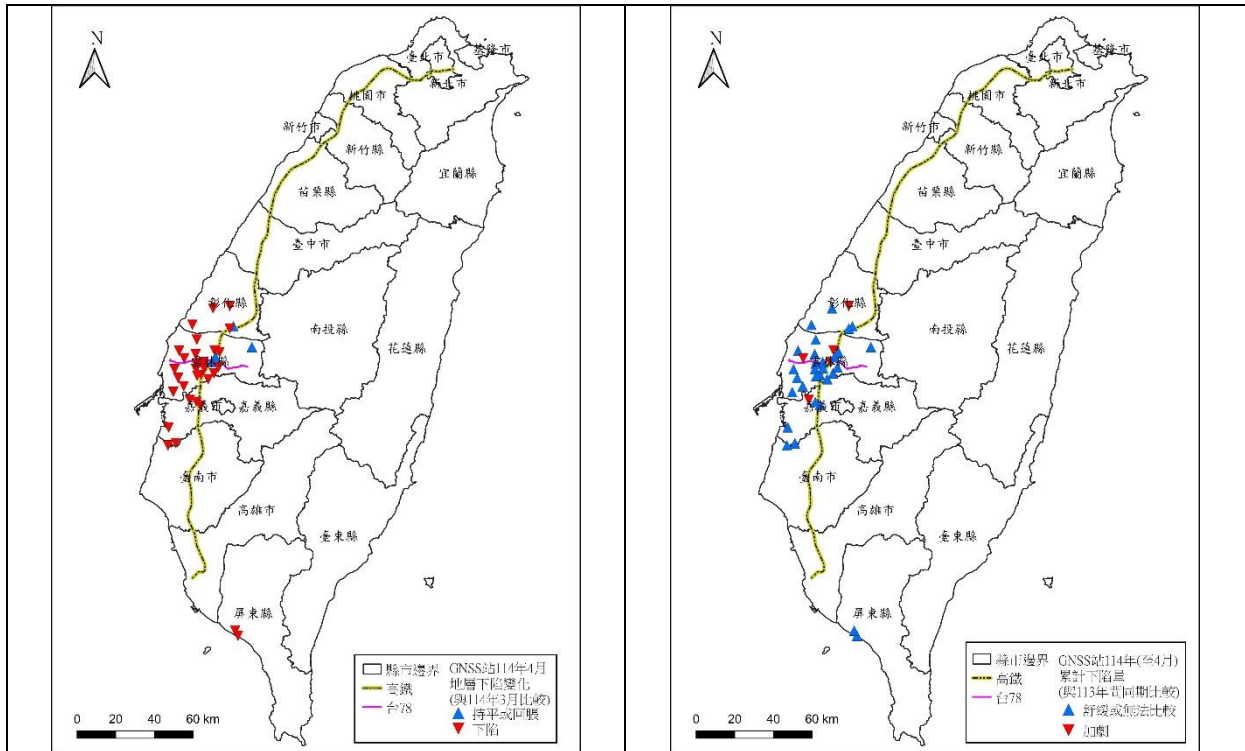 N
基隆市
臺北市
新北市
桃園市
新竹市
新竹縣
宜蘭縣
苗栗縣
臺中市
彰化縣
南投縣
花蓮縣
雲林縣
嘉義市
嘉義縣
臺南市
高雄市
臺東縣
屏東縣
0 20 40 60 km
縣市邊界
高鐵
台78
GNSS站114年4月
地層下陷變化
(與114年3月比較)
持平或回脹
下陷
N
基隆市
臺北市
新北市
桃園市
新竹市
新竹縣
宜蘭縣
苗栗縣
臺中市
彰化縣
南投縣
花蓮縣
雲林縣
嘉義市
嘉義縣
臺南市
高雄市
臺東縣
屏東縣
0 20 40 60 km
縣市邊界
高鐵
台78
GNSS站114年(至4月)
累計下陷量
(與113年間同期比較)
舒緩或無法比較
加劇